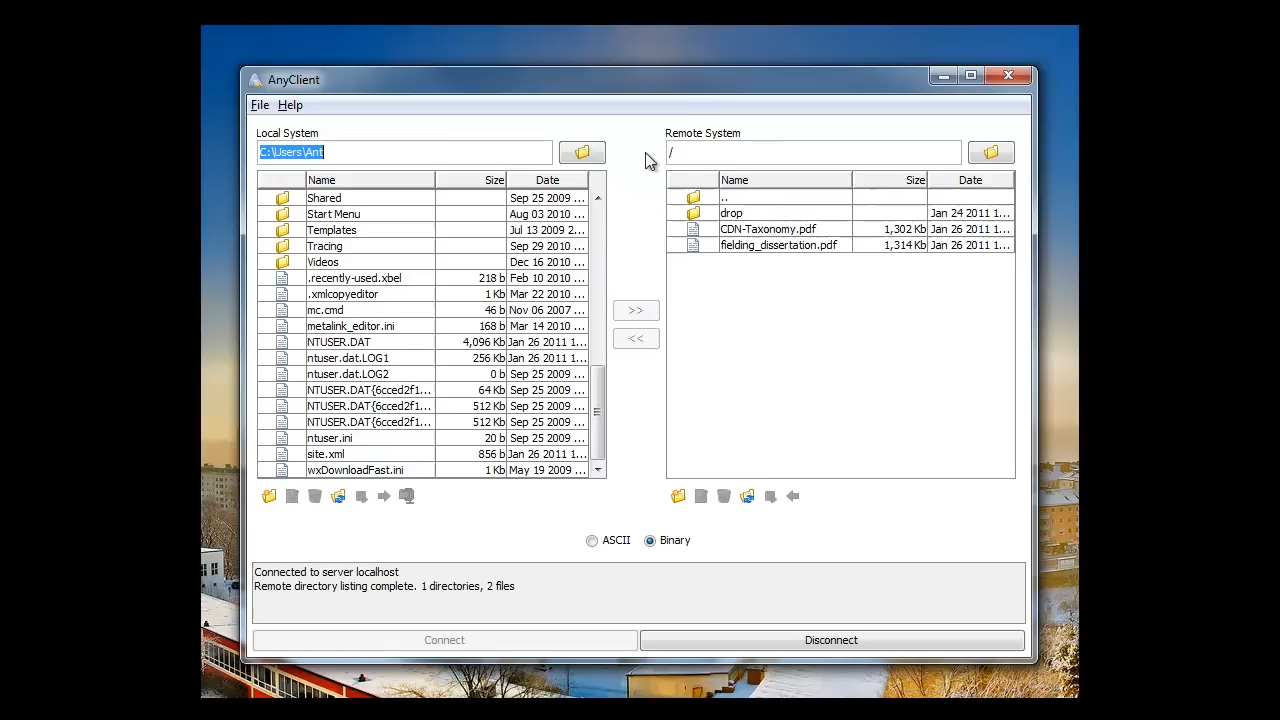 AnyClient
File Help
Local System
Remote System
C:\Users\Ant
/
Name Size Date
Name Size Date
Shared Sep 25 2009 ...
Start Menu Aug 03 2010 ...
Templates Jul 13 2009 2...
Tracing Sep 29 2010 ...
Videos Dec 16 2010 ...
.recently-used.xbel 218 b Feb 10 2010 ...
.xmlcopyeditor 1 Kb Mar 22 2010 ...
mc.cmd 46 b Nov 06 2007 ...
metalink_editor.ini 168 b Mar 14 2010 ...
NTUSER.DAT 4,096 Kb Jan 26 2011 1...
ntuser.dat.LOG1 256 Kb Jan 26 2011 1...
ntuser.dat.LOG2 0 b Sep 25 2009 ...
NTUSER.DAT{6cced2f1... 64 Kb Sep 25 2009 ...
NTUSER.DAT{6cced2f1... 512 Kb Sep 25 2009 ...
NTUSER.DAT{6cced2f1... 512 Kb Sep 25 2009 ...
ntuser.ini 20 b Sep 25 2009 ...
site.xml 856 b Jan 26 2011 1...
wxDownloadFast.ini 1 Kb May 19 2009 ...
..
drop Jan 24 2011 1...
CDN-Taxonomy.pdf 1,302 Kb Jan 26 2011 1...
fielding_dissertation.pdf 1,314 Kb Jan 26 2011 1...
>>
<<
ASCII Binary
Connected to server localhost
Remote directory listing complete. 1 directories, 2 files
Connect Disconnect